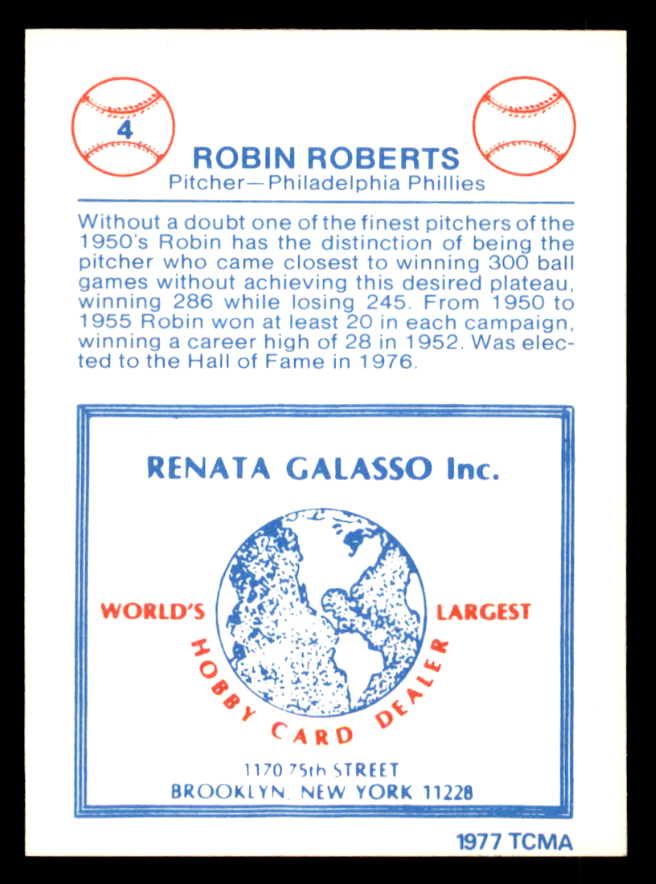 4
ROBIN ROBERTS
Pitcher—Philadelphia Phillies
Without a doubt one of the finest pitchers of the
1950's Robin has the distinction of being the
pitcher who came closest to winning 300 ball
games without achieving this desired plateau,
winning 286 while losing 245. From 1950 to
1955 Robin won at least 20 in each campaign,
winning a career high of 28 in 1952. Was elec-
ted to the Hall of Fame in 1976.
RENATA GALASSO Inc.
WORLD'S LARGEST
HOBBY CARD DEALER
1170 75th STREET
BROOKLYN, NEW YORK 11228
1977 TCMA